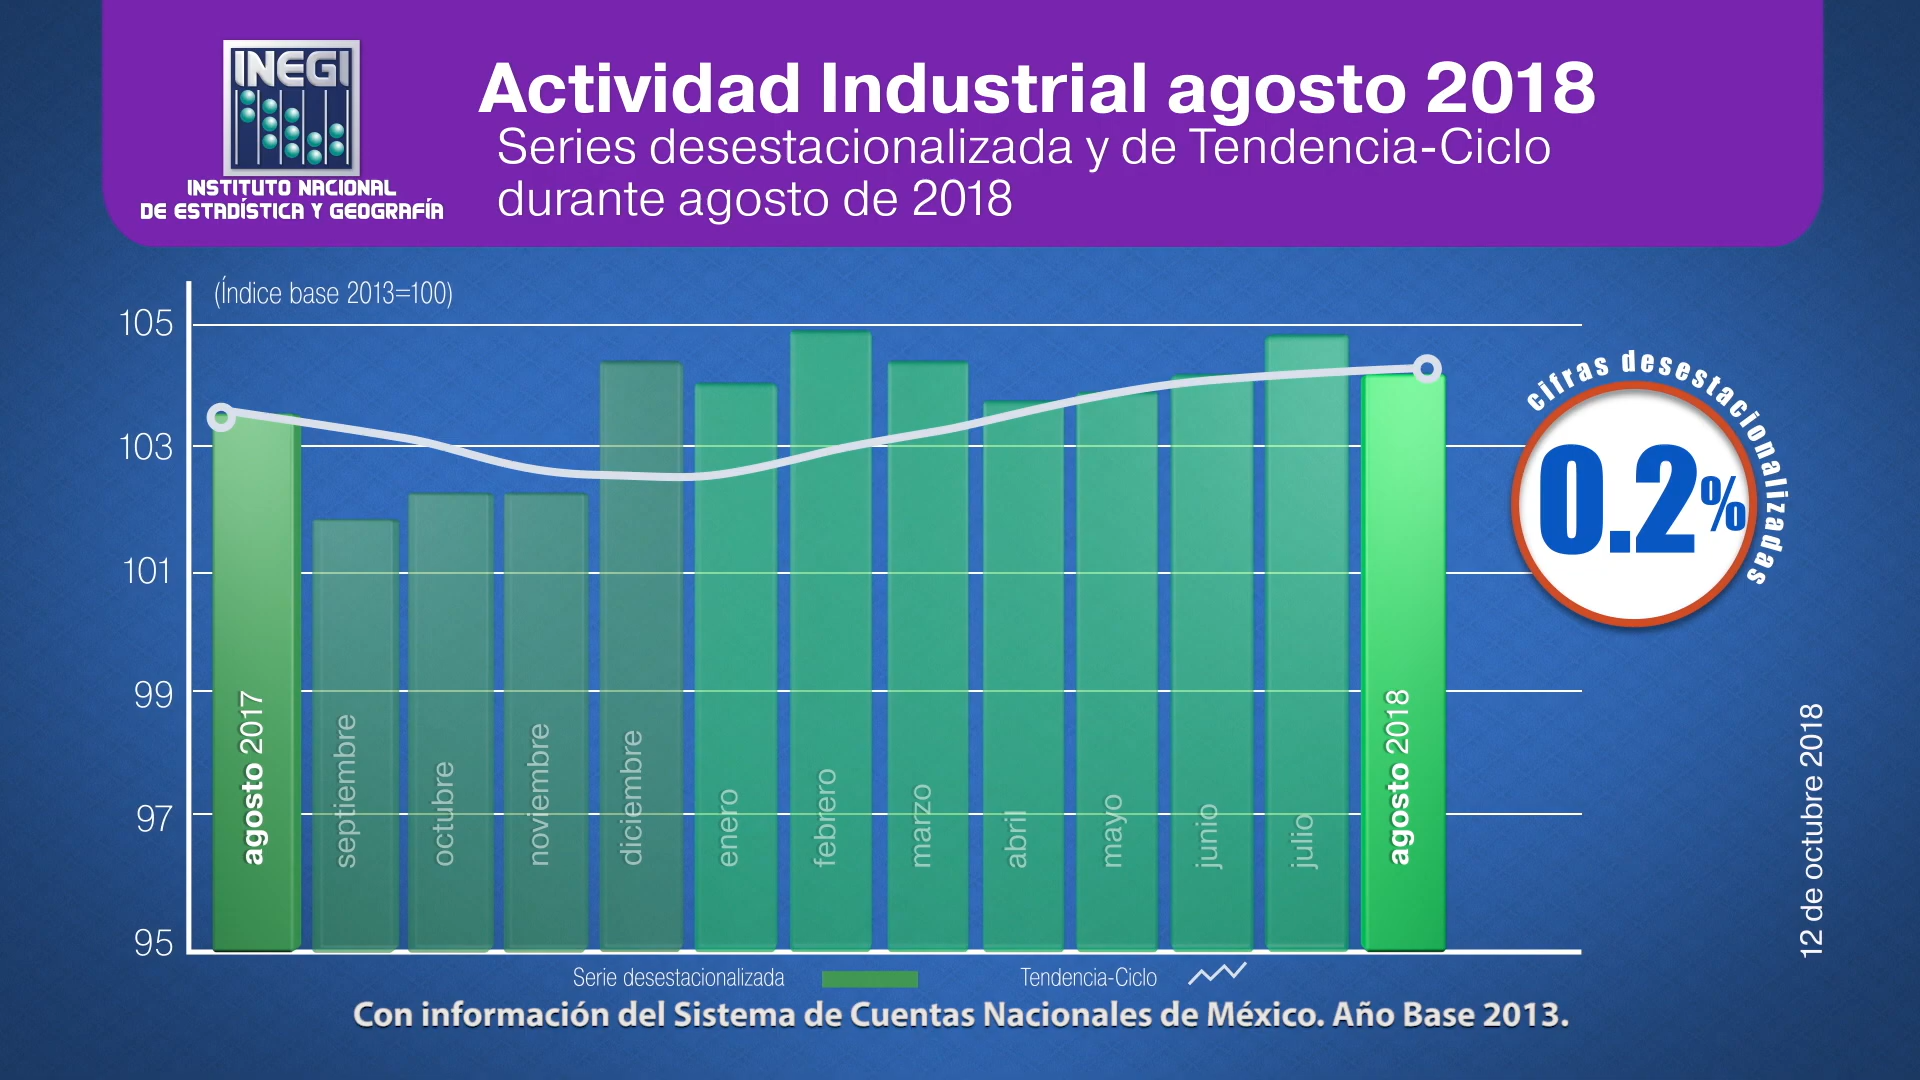 INEGI
INSTITUTO NACIONAL
DE ESTADÍSTICA Y GEOGRAFÍA
Actividad Industrial agosto 2018
Series desestacionalizada y de Tendencia-Ciclo
durante agosto de 2018
(Índice base 2013=100)
105
103
101
99
97
95
agosto 2017
septiembre
octubre
noviembre
diciembre
enero
febrero
marzo
abril
mayo
junio
julio
agosto 2018
cifras desestacionalizadas
0.2%
12 de octubre 2018
Serie desestacionalizada
Tendencia-Ciclo
Con información del Sistema de Cuentas Nacionales de México. Año Base 2013.